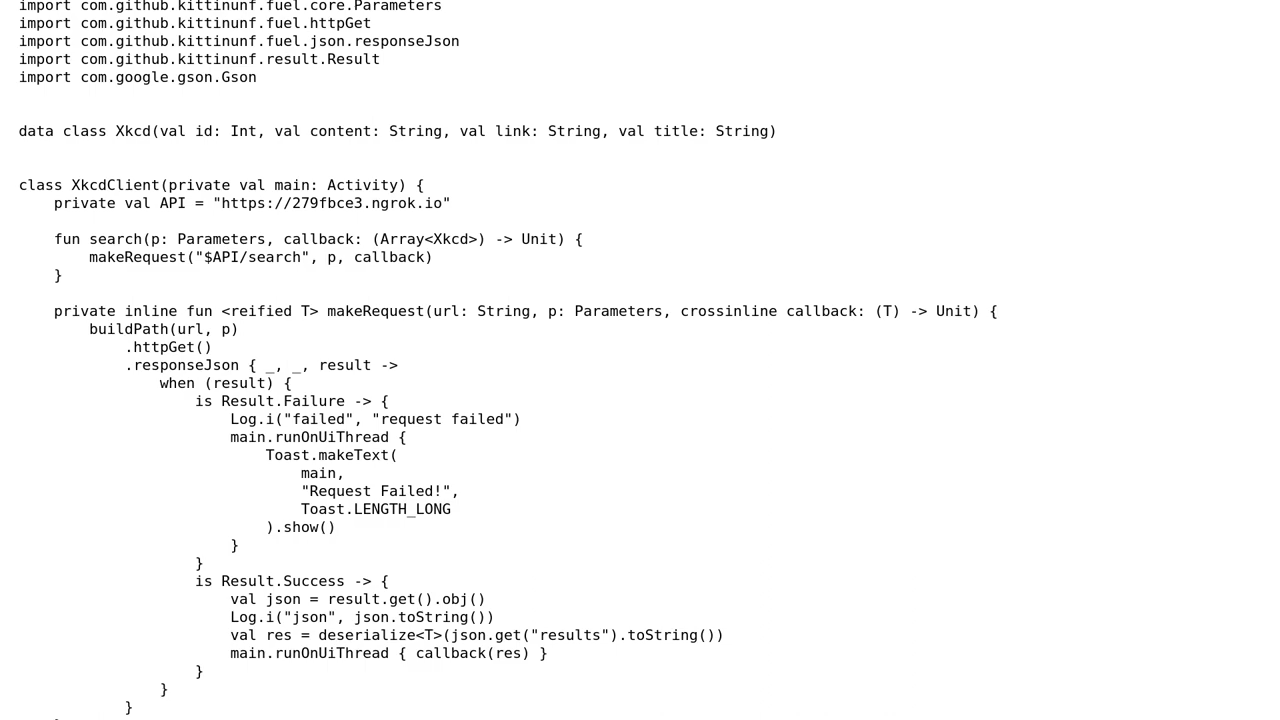 import com.github.kittinunf.fuel.core.Parameters
import com.github.kittinunf.fuel.httpGet
import com.github.kittinunf.fuel.json.responseJson
import com.github.kittinunf.result.Result
import com.google.gson.Gson


data class Xkcd(val id: Int, val content: String, val link: String, val title: String)


class XkcdClient(private val main: Activity) {
    private val API = "https://279fbce3.ngrok.io"

    fun search(p: Parameters, callback: (Array<Xkcd>) -> Unit) {
        makeRequest("$API/search", p, callback)
    }

    private inline fun <reified T> makeRequest(url: String, p: Parameters, crossinline callback: (T) -> Unit) {
        buildPath(url, p)
            .httpGet()
            .responseJson { _, _, result ->
                when (result) {
                    is Result.Failure -> {
                        Log.i("failed", "request failed")
                        main.runOnUiThread {
                            Toast.makeText(
                                main,
                                "Request Failed!",
                                Toast.LENGTH_LONG
                            ).show()
                        }
                    }
                    is Result.Success -> {
                        val json = result.get().obj()
                        Log.i("json", json.toString())
                        val res = deserialize<T>(json.get("results").toString())
                        main.runOnUiThread { callback(res) }
                    }
                }
            }